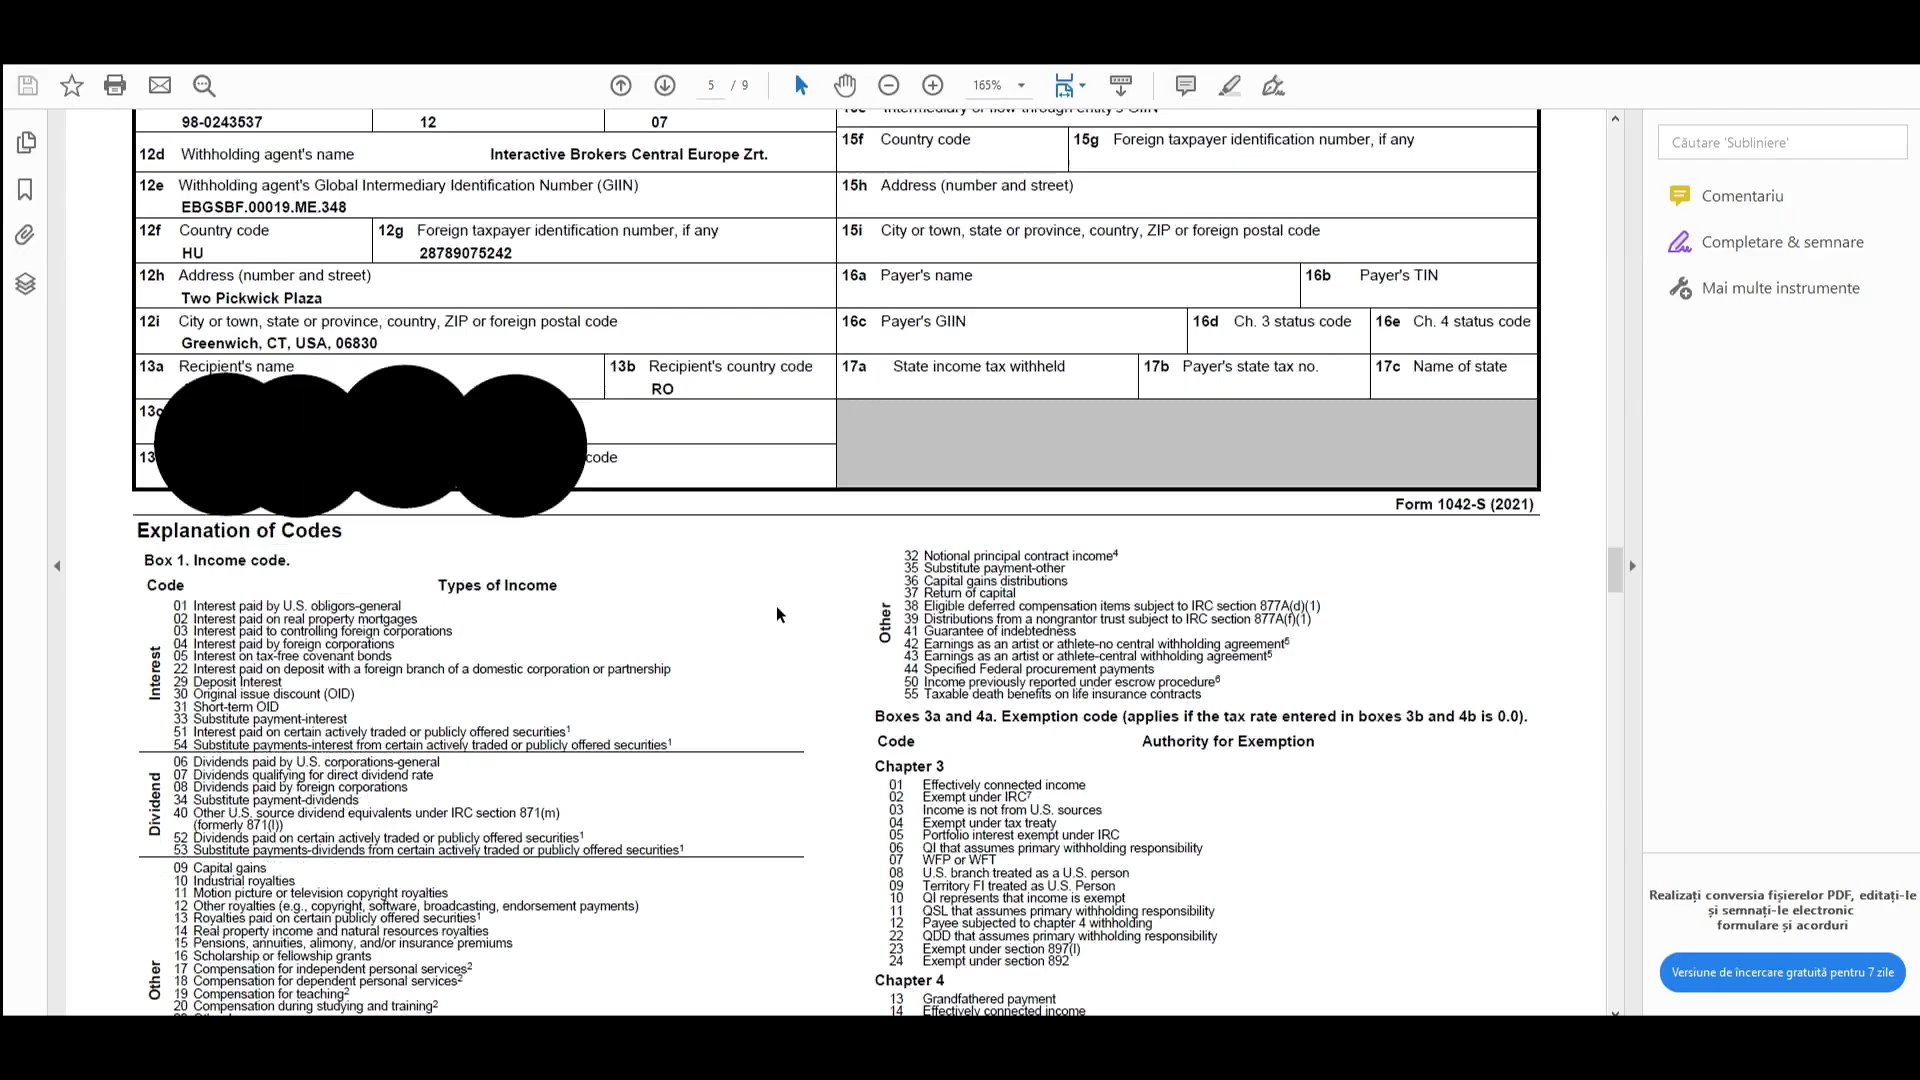 5 / 9
165%
98-0243537 12 07
12d Withholding agent's name Interactive Brokers Central Europe Zrt.
12e Withholding agent's Global Intermediary Identification Number (GIIN)
EBGSBF.00019.ME.348
12f Country code 12g Foreign taxpayer identification number, if any
HU 28789075242
12h Address (number and street)
Two Pickwick Plaza
12i City or town, state or province, country, ZIP or foreign postal code
Greenwich, CT, USA, 06830
13a Recipient's name 13b Recipient's country code
RO
13c
13
code
Intermediary or flow-through entity's GIIN
15f Country code 15g Foreign taxpayer identification number, if any
15h Address (number and street)
15i City or town, state or province, country, ZIP or foreign postal code
16a Payer's name 16b Payer's TIN
16c Payer's GIIN 16d Ch. 3 status code 16e Ch. 4 status code
17a State income tax withheld 17b Payer's state tax no. 17c Name of state
Form 1042-S (2021)
Explanation of Codes
Box 1. Income code.
Code Types of Income
Interest
01 Interest paid by U.S. obligors-general
02 Interest paid on real property mortgages
03 Interest paid to controlling foreign corporations
04 Interest paid by foreign corporations
05 Interest on tax-free covenant bonds
22 Interest paid on deposit with a foreign branch of a domestic corporation or partnership
29 Deposit Interest
30 Original issue discount (OID)
31 Short-term OID
33 Substitute payment-interest
51 Interest paid on certain actively traded or publicly offered securities¹
54 Substitute payments-interest from certain actively traded or publicly offered securities¹
Dividend
06 Dividends paid by U.S. corporations-general
07 Dividends qualifying for direct dividend rate
08 Dividends paid by foreign corporations
34 Substitute payment-dividends
40 Other U.S. source dividend equivalents under IRC section 871(m)
(formerly 871(l))
52 Dividends paid on certain actively traded or publicly offered securities¹
53 Substitute payments-dividends from certain actively traded or publicly offered securities¹
Other
09 Capital gains
10 Industrial royalties
11 Motion picture or television copyright royalties
12 Other royalties (e.g., copyright, software, broadcasting, endorsement payments)
13 Royalties paid on certain publicly offered securities¹
14 Real property income and natural resources royalties
15 Pensions, annuities, alimony, and/or insurance premiums
16 Scholarship or fellowship grants
17 Compensation for independent personal services²
18 Compensation for dependent personal services²
19 Compensation for teaching²
20 Compensation during studying and training²
Other
32 Notional principal contract income⁴
35 Substitute payment-other
36 Capital gains distributions
37 Return of capital
38 Eligible deferred compensation items subject to IRC section 877A(d)(1)
39 Distributions from a nongrantor trust subject to IRC section 877A(f)(1)
41 Guarantee of indebtedness
42 Earnings as an artist or athlete-no central withholding agreement⁵
43 Earnings as an artist or athlete-central withholding agreement⁵
44 Specified Federal procurement payments
50 Income previously reported under escrow procedure⁶
55 Taxable death benefits on life insurance contracts
Boxes 3a and 4a. Exemption code (applies if the tax rate entered in boxes 3b and 4b is 0.0).
Code Authority for Exemption
Chapter 3
01 Effectively connected income
02 Exempt under IRC⁷
03 Income is not from U.S. sources
04 Exempt under tax treaty
05 Portfolio interest exempt under IRC
06 QI that assumes primary withholding responsibility
07 WFP or WFT
08 U.S. branch treated as a U.S. person
09 Territory FI treated as U.S. Person
10 QI represents that income is exempt
11 QSL that assumes primary withholding responsibility
12 Payee subjected to chapter 4 withholding
22 QDD that assumes primary withholding responsibility
23 Exempt under section 897(l)
24 Exempt under section 892
Chapter 4
13 Grandfathered payment
14 Effectively connected income
Căutare 'Subliniere'
Comentariu
Completare & semnare
Mai multe instrumente
Realizați conversia fișierelor PDF, editați-le
și semnați-le electronic
formulare și acorduri
Versiune de încercare gratuită pentru 7 zile